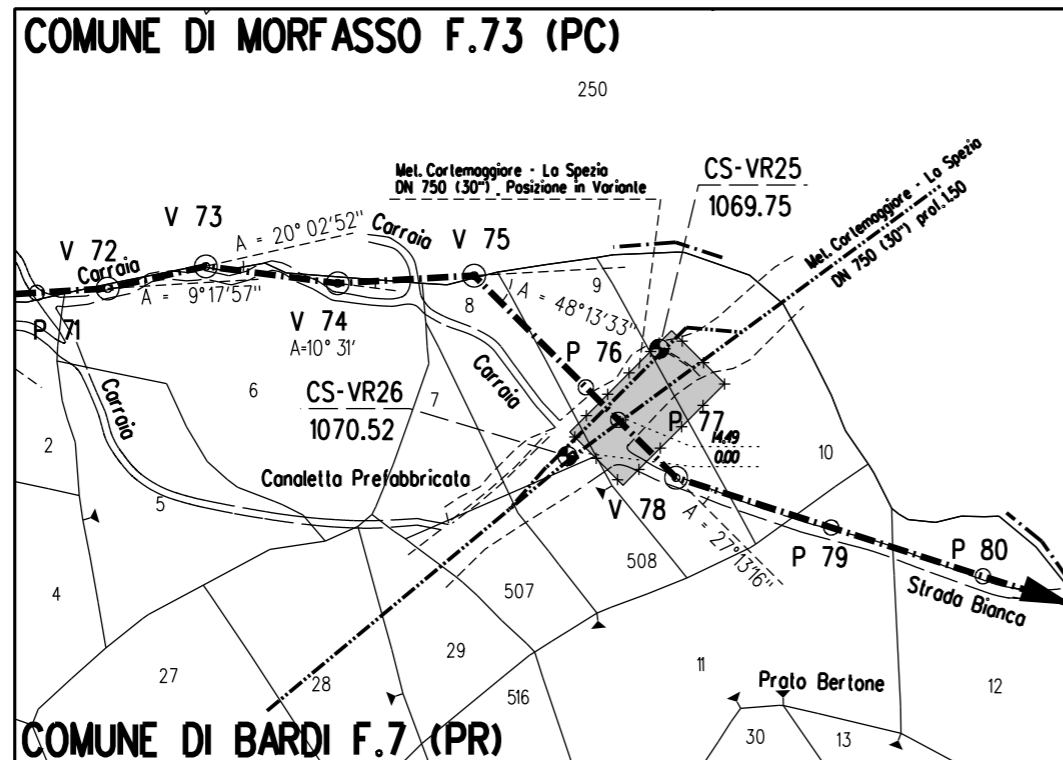 COMUNE DI MORFASSO F.73 (PC)
250
Met. Cortemaggiore - La Spezia
DN 750 (30") _ Posizione in Variante
CS-VR25
1069.75
Met. Cortemaggiore - La Spezia
DN 750 (30") prof. 1.50
V 73
A = 20°02'52"
Carraia
V 75
V 72
Carraia
A = 9°17'57"
P 71
V 74
A=10° 31'
8
9
A = 48°13'33"
P 76
6
7
Carraia
CS-VR26
1070.52
Carraia
P 77
14.49
0.00
2
10
Canaletta Prefabbricata
5
V 78
A = 27°13'16"
P 79
P 80
508
507
Strada Bianca
4
29
27
28
516
11
Prato Bertone
12
30
13
COMUNE DI BARDI F.7 (PR)